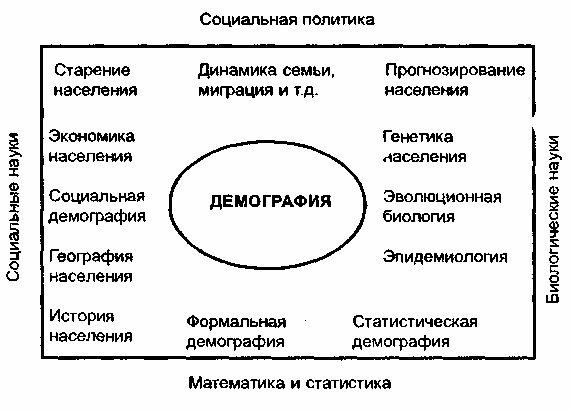 Социальная политика
Старение
населения
Динамика семьи,
миграция и т.д.
Прогнозирование
населения
Экономика
населения
Генетика
населения
Социальные науки
Социальная
демография
ДЕМОГРАФИЯ
Эволюционная
биология
Биологические науки
География
населения
Эпидемиология
История
населения
Формальная
демография
Статистическая
демография
Математика и статистика